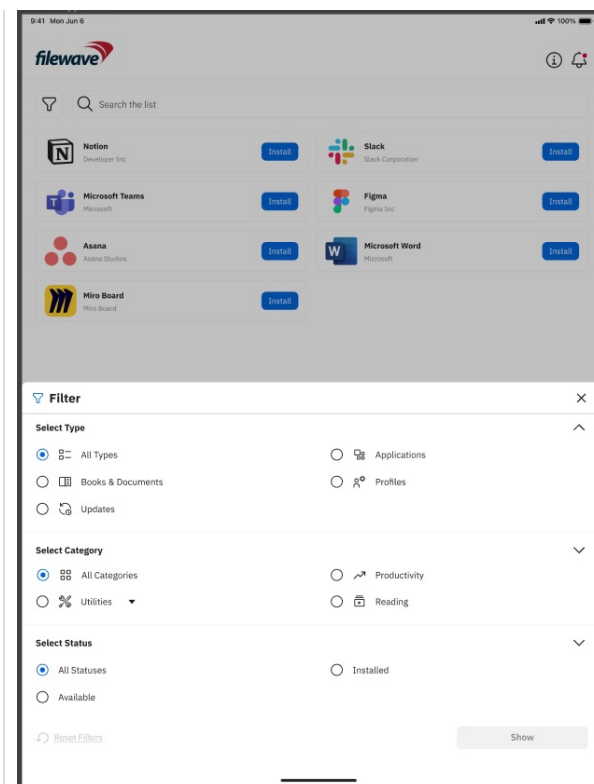 9:41 Mon Jun 6
100%
filewave
Search the list
Notion
Developer Inc
Install
Slack
Slack Corporation
Install
Microsoft Teams
Microsoft
Install
Figma
Figma Inc
Install
Asana
Asana Studios
Install
Microsoft Word
Microsoft
Install
Miro Board
Miro Board
Install
Filter
Select Type
All Types
Applications
Books & Documents
Profiles
Updates
Select Category
All Categories
Productivity
Utilities
Reading
Select Status
All Statuses
Installed
Available
Reset Filters
Show